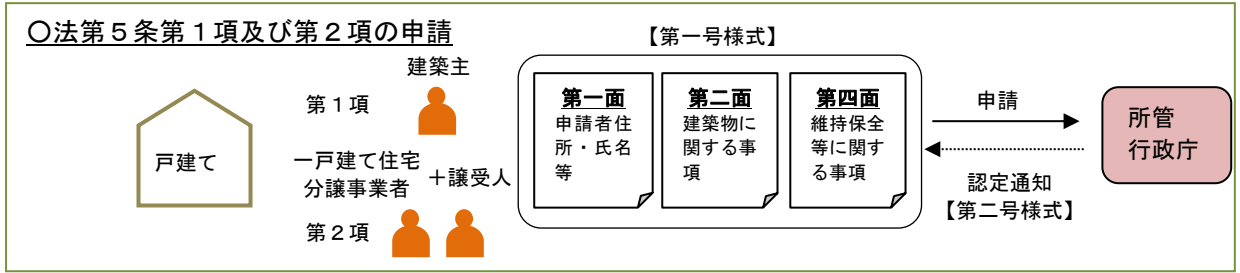 〇法第５条第１項及び第２項の申請
戸建て
建築主
第１項
一戸建て住宅
分譲事業者
＋譲受人
第２項
【第一号様式】
第一面
申請者住
所・氏名
等
第二面
建築物に
関する事
項
第四面
維持保全
等に関す
る事項
申請
認定通知
【第二号様式】
所管
行政庁